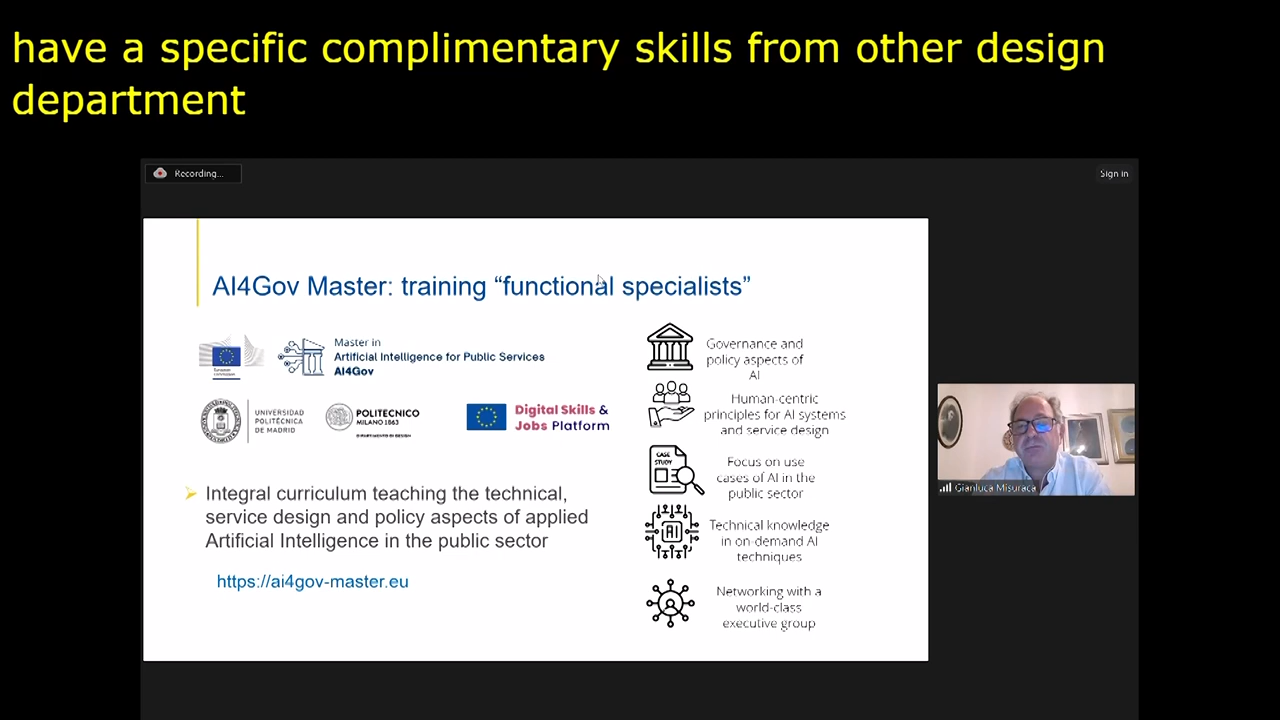 have a specific complimentary skills from other design
department
Recording...
Sign in
AI4Gov Master: training “functional specialists”
European
Commission
Master in
Artificial Intelligence for Public Services
AI4Gov
UNIVERSIDAD
POLITÉCNICA
DE MADRID
POLITECNICO
MILANO 1863
DIPARTIMENTO DI DESIGN
Digital Skills &
Jobs Platform
Integral curriculum teaching the technical,
service design and policy aspects of applied
Artificial Intelligence in the public sector
https://ai4gov-master.eu
Governance and
policy aspects of
AI
Human-centric
principles for AI systems
and service design
CASE
STUDY
Focus on use
cases of AI in the
public sector
AI
Technical knowledge
in on-demand AI
techniques
Networking with a
world-class
executive group
Gianluca Misuraca